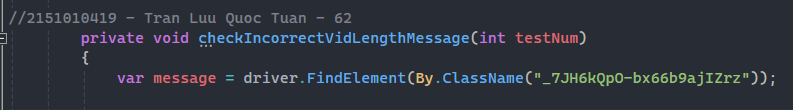 //2151010419 - Tran Luu Quoc Tuan - 62
private void checkIncorrectVidLengthMessage(int testNum)
{
var message = driver.FindElement(By.ClassName("_7JH6kQpO-bx66b9ajIZrz"));